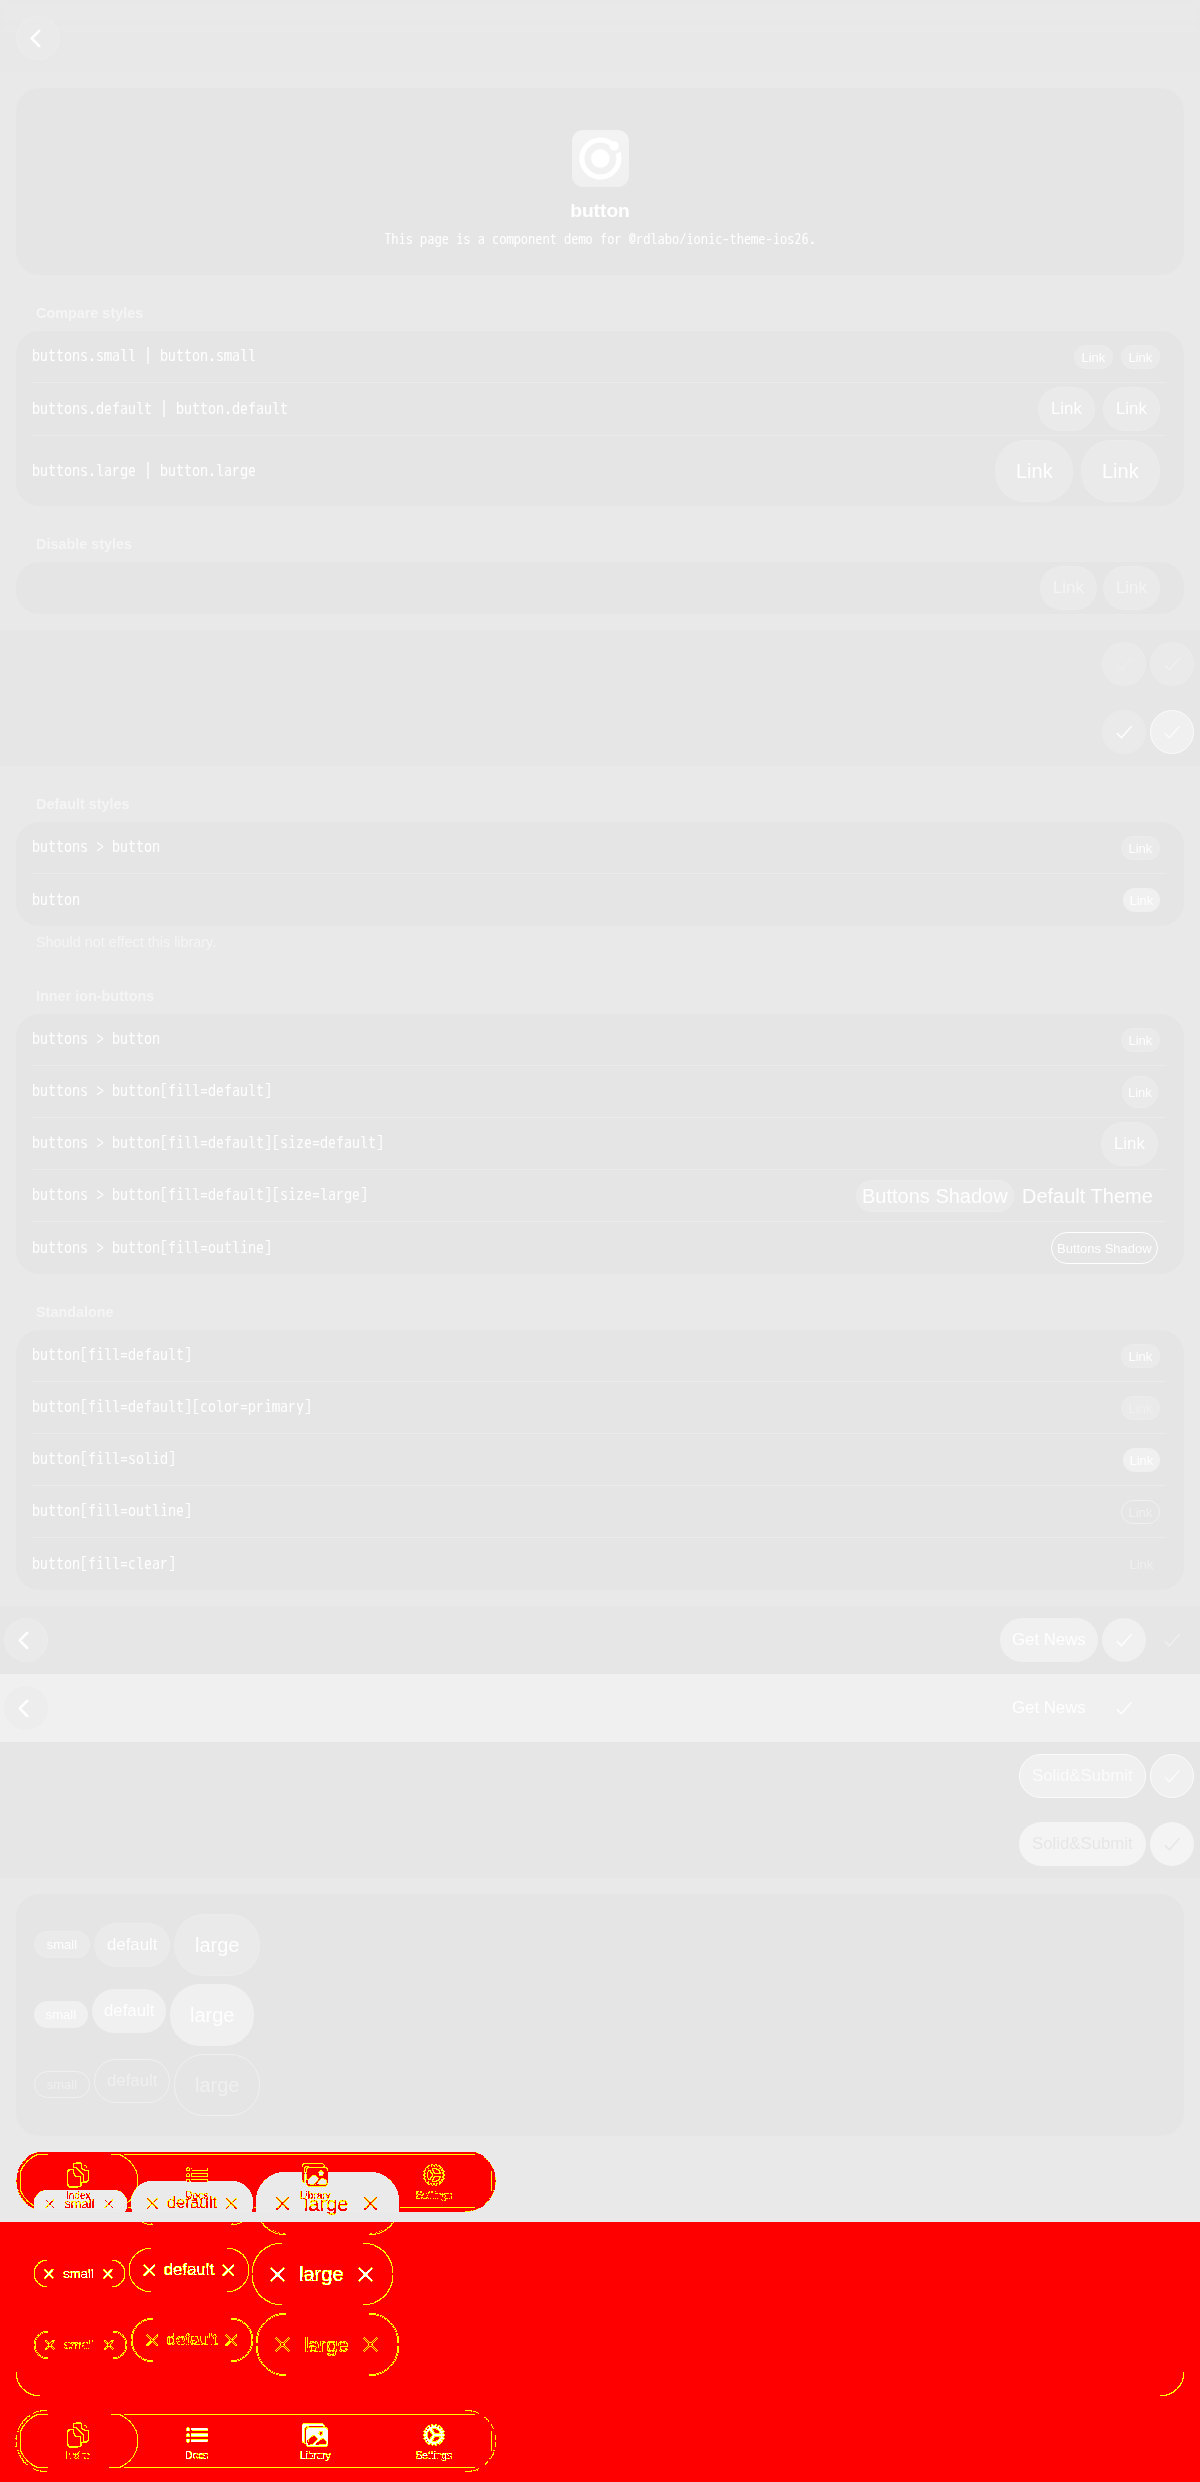 button
This page is a component demo for @rdlabo/ionic-theme-ios26.
Compare styles
buttons.small | button.small Link Link
buttons.default | button.default Link Link
buttons.large | button.large Link Link
Disable styles
Link Link
Default styles
buttons > button Link
button Link
Should not effect this library.
Inner ion-buttons
buttons > button Link
buttons > button[fill=default] Link
buttons > button[fill=default][size=default] Link
buttons > button[fill=default][size=large] Buttons Shadow Default Theme
buttons > button[fill=outline] Buttons Shadow
Standalone
button[fill=default] Link
button[fill=default][color=primary] Link
button[fill=solid] Link
button[fill=outline] Link
button[fill=clear] Link
Get News
Get News
Solid&Submit
Solid&Submit
small default large
small default large
small default large
Index Docs Library Settings
small default large
small default large
small default large
Index Docs Library Settings